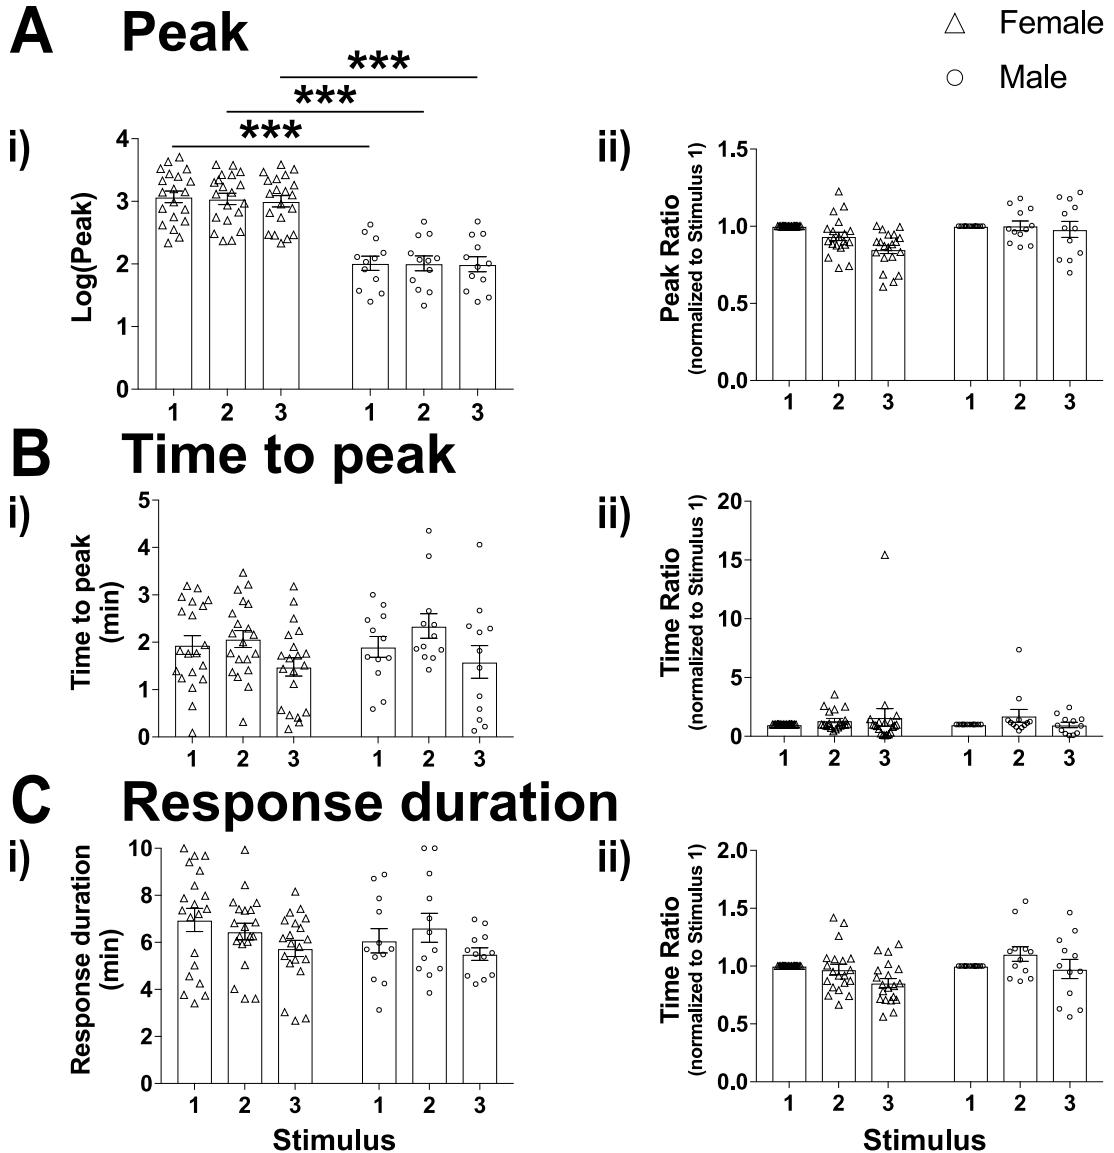 A Peak
△ Female
○ Male
***
***
***
i)
Log(Peak)
4
3
2
1
0
1 2 3 1 2 3
ii)
Peak Ratio
(normalized to Stimulus 1)
1.5
1.0
0.5
0.0
1 2 3 1 2 3
B Time to peak
i)
Time to peak
(min)
5
4
3
2
1
0
1 2 3 1 2 3
ii)
Time Ratio
(normalized to Stimulus 1)
20
15
10
5
0
1 2 3 1 2 3
C Response duration
i)
Response duration
(min)
10
8
6
4
2
0
1 2 3 1 2 3
Stimulus
ii)
Time Ratio
(normalized to Stimulus 1)
2.0
1.5
1.0
0.5
0.0
1 2 3 1 2 3
Stimulus